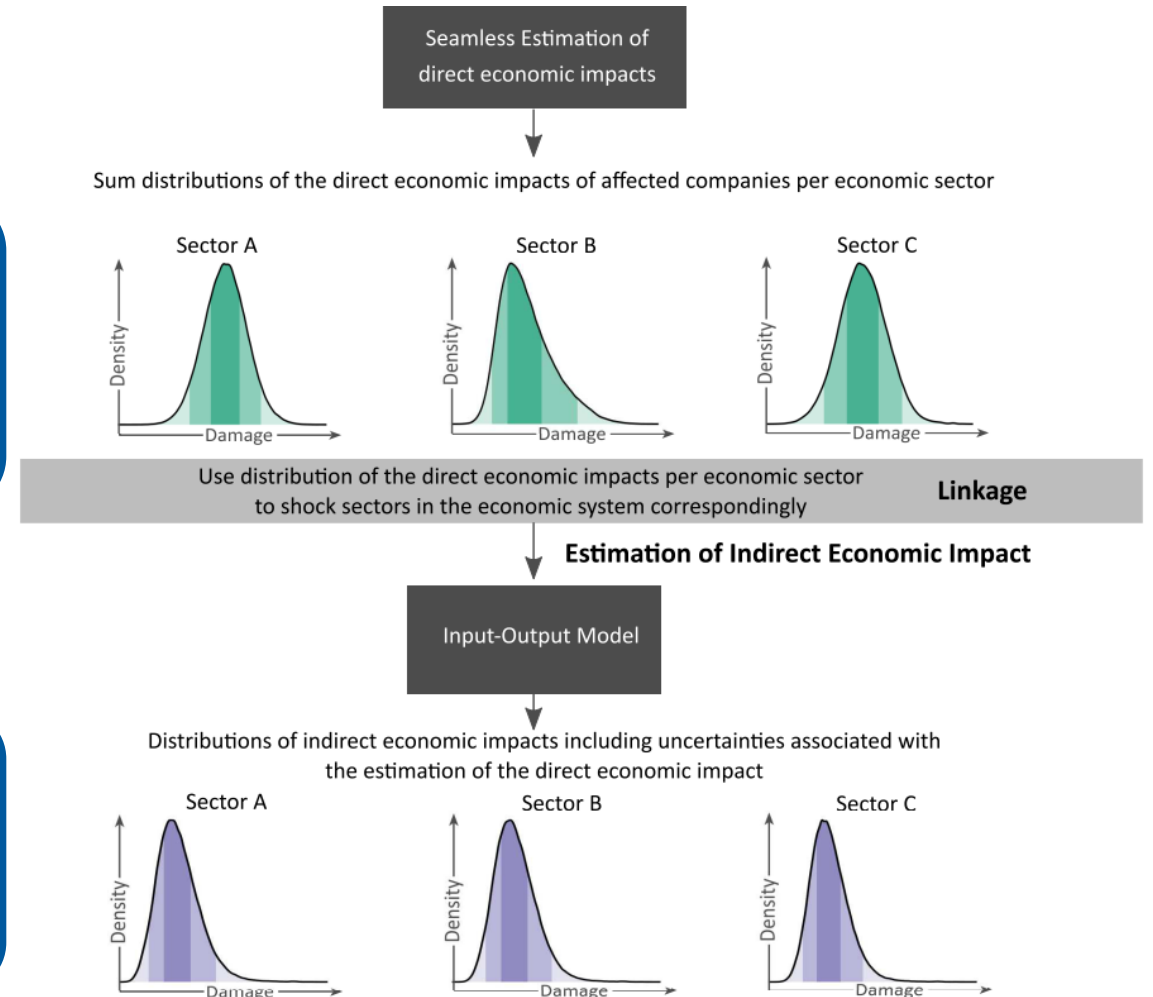 Seamless Estimation of
direct economic impacts
Sum distributions of the direct economic impacts of affected companies per economic sector
Sector A
Sector B
Sector C
Density
Damage
Density
Damage
Density
Damage
Use distribution of the direct economic impacts per economic sector
to shock sectors in the economic system correspondingly
Linkage
Estimation of Indirect Economic Impact
Input-Output Model
Distributions of indirect economic impacts including uncertainties associated with
the estimation of the direct economic impact
Sector A
Sector B
Sector C
Density
Damage
Density
Damage
Density
Damage